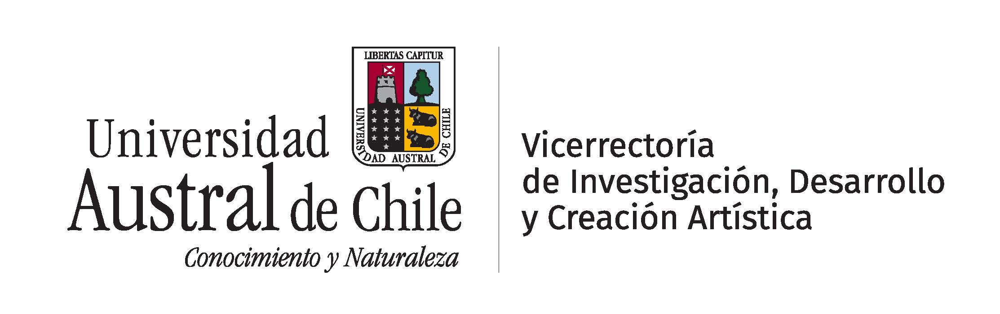 LIBERTAS CAPITUR
UNIVERSIDAD AUSTRAL DE CHILE
Universidad
Austral de Chile
Conocimiento y Naturaleza
Vicerrectoría
de Investigación, Desarrollo
y Creación Artística